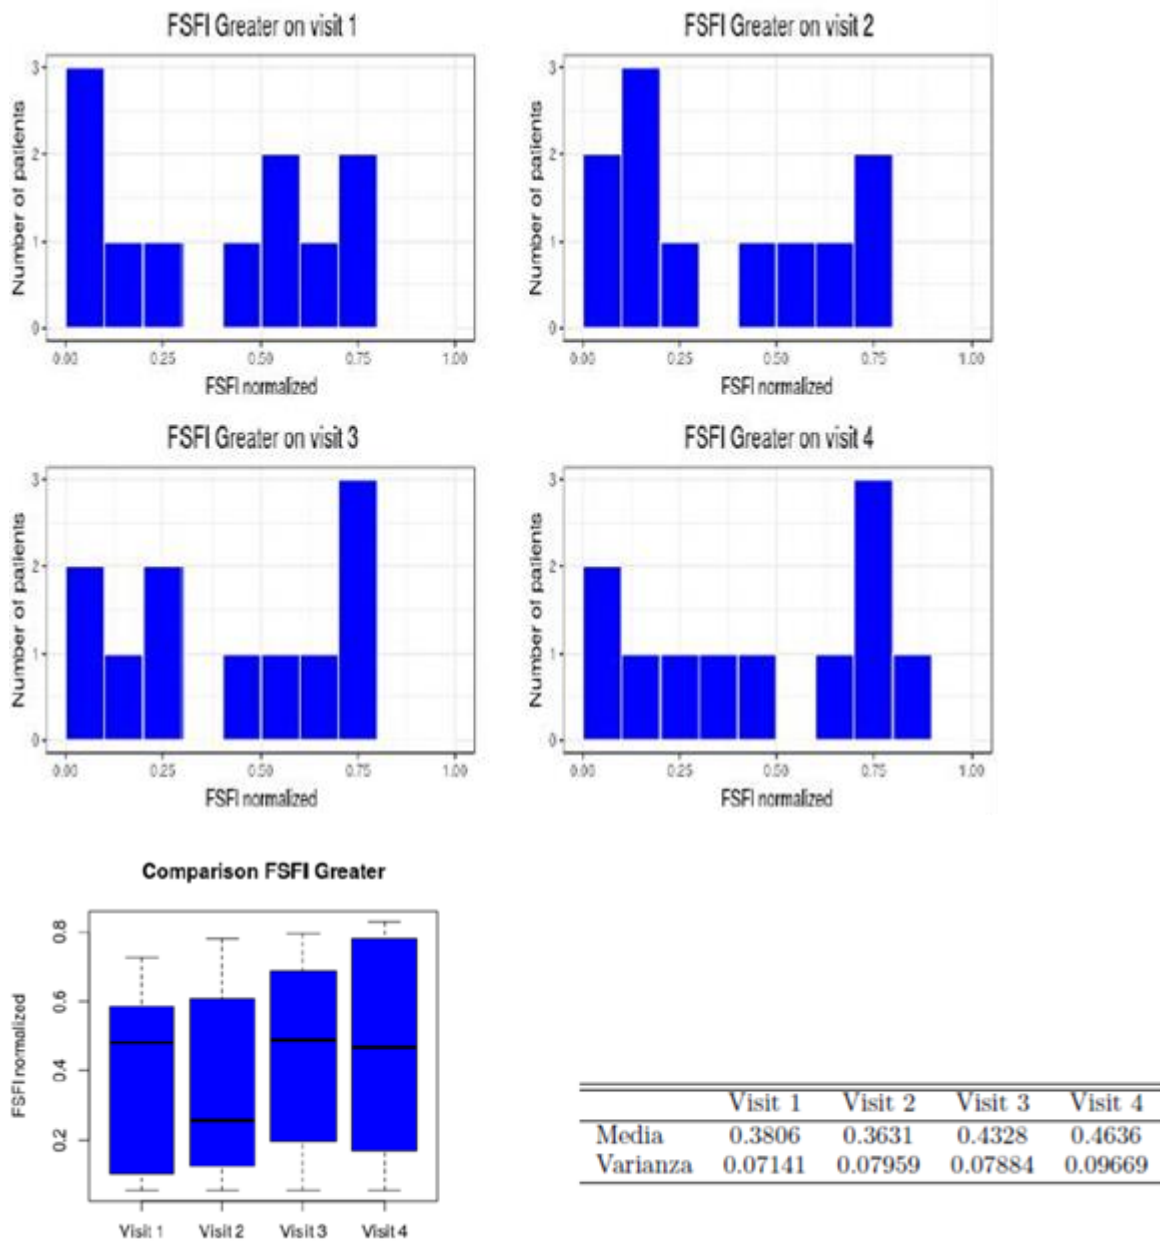 FSFI Greater on visit 1
Number of patients
3
2
1
0
0.00 0.25 0.50 0.75 1.00
FSFI normalized
FSFI Greater on visit 2
Number of patients
3
2
1
0
0.00 0.25 0.50 0.75 1.00
FSFI normalized
FSFI Greater on visit 3
Number of patients
3
2
1
0
0.00 0.25 0.50 0.75 1.00
FSFI normalized
FSFI Greater on visit 4
Number of patients
3
2
1
0
0.00 0.25 0.50 0.75 1.00
FSFI normalized
Comparison FSFI Greater
FSFI normalized
0.8
0.6
0.4
0.2
Visit 1 Visit 2 Visit 3 Visit 4
Visit 1 Visit 2 Visit 3 Visit 4
Media 0.3806 0.3631 0.4328 0.4636
Varianza 0.07141 0.07959 0.07884 0.09669